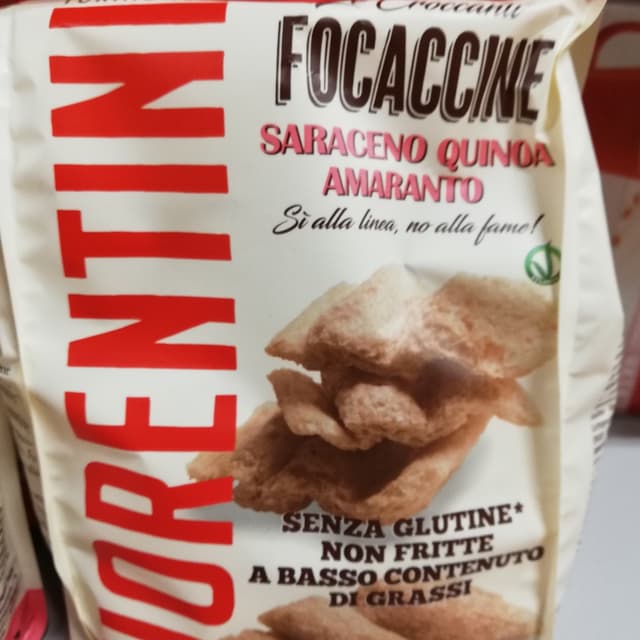 Croccanti
FOCACCINE
SARACENO QUINOA
AMARANTO
Sì alla linea, no alla fame!
IORENTINI
SENZA GLUTINE*
NON FRITTE
A BASSO CONTENUTO
DI GRASSI